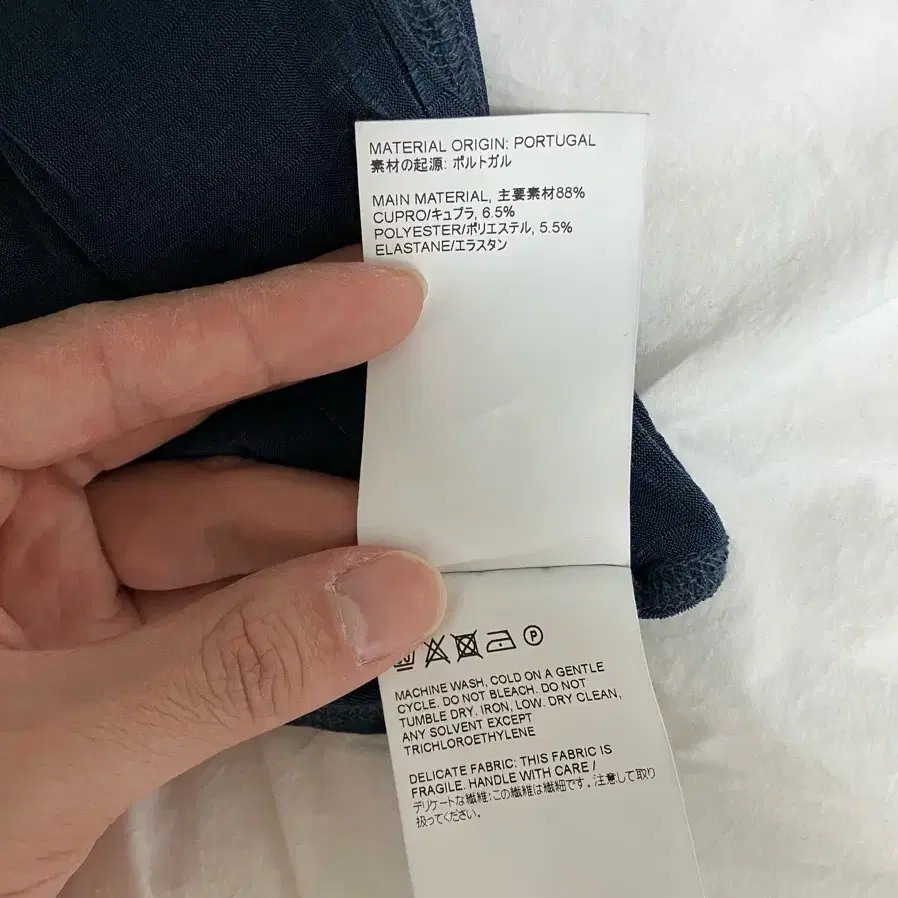 MATERIAL ORIGIN: PORTUGAL
素材の起源: ポルトガル
MAIN MATERIAL, 主要素材88%
CUPRO/キュプラ, 6.5%
POLYESTER/ポリエステル, 5.5%
ELASTANE/エラスタン
P
MACHINE WASH, COLD ON A GENTLE
CYCLE. DO NOT BLEACH. DO NOT
TUMBLE DRY, IRON, LOW. DRY CLEAN,
ANY SOLVENT EXCEPT
TRICHLOROETHYLENE
DELICATE FABRIC: THIS FABRIC IS
FRAGILE. HANDLE WITH CARE /
デリケートな繊維:この繊維は繊細です。注意して取り
扱ってください。